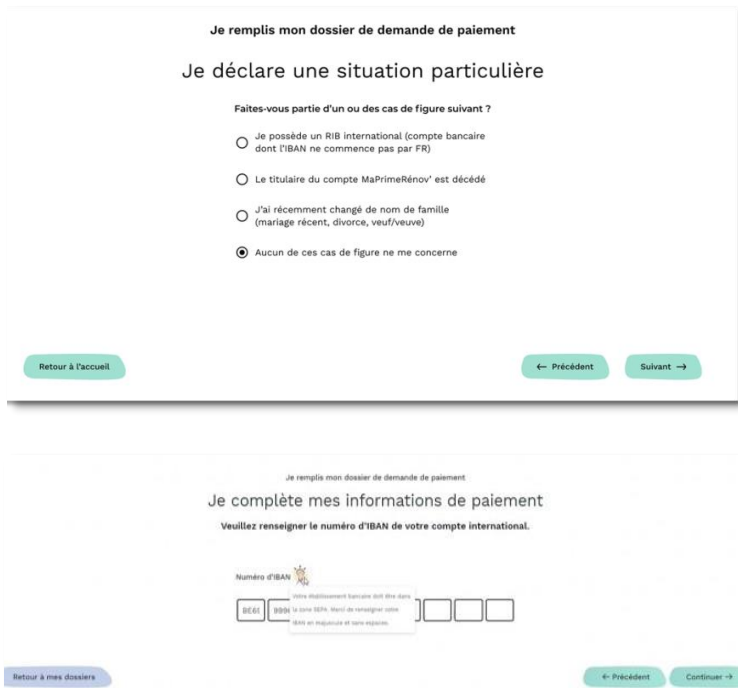 Je remplis mon dossier de demande de paiement
Je déclare une situation particulière
Faites-vous partie d'un ou des cas de figure suivant ?
Je possède un RIB international (compte bancaire
dont l'IBAN ne commence pas par FR)
Le titulaire du compte MaPrimeRénov' est décédé
J'ai récemment changé de nom de famille
(mariage récent, divorce, veuf/veuve)
Aucun de ces cas de figure ne me concerne
Retour à l'accueil
← Précédent
Suivant →
Je remplis mon dossier de demande de paiement
Je complète mes informations de paiement
Veuillez renseigner le numéro d'IBAN de votre compte international.
Numéro d'IBAN
Votre établissement bancaire doit être dans
la zone SEPA. Merci de renseigner votre
IBAN en majuscule et sans espaces.
BE61
Retour à mes dossiers
← Précédent
Continuer →